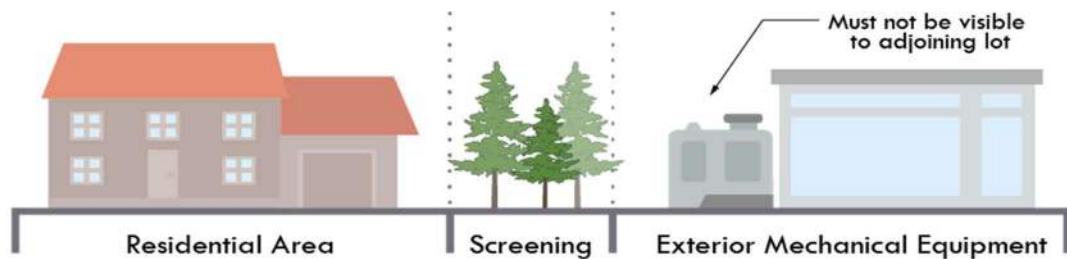 Must not be visible
to adjoining lot
Residential Area
Screening
Exterior Mechanical Equipment